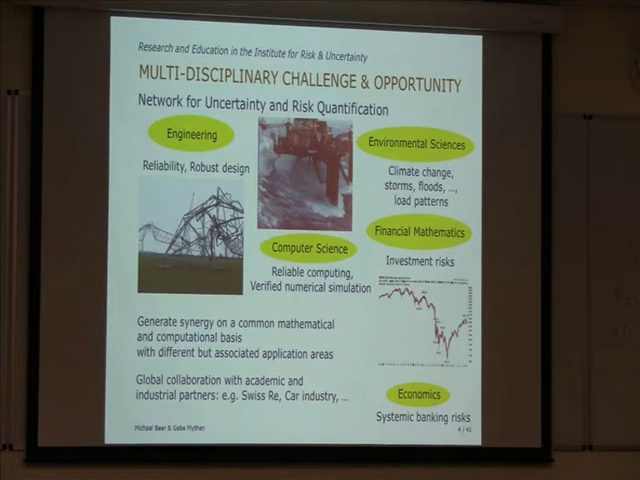 Research and Education in the Institute for Risk & Uncertainty
MULTI-DISCIPLINARY CHALLENGE & OPPORTUNITY
Network for Uncertainty and Risk Quantification
Engineering
Reliability, Robust design
Environmental Sciences
Climate change,
storms, floods, ...,
load patterns
Financial Mathematics
Investment risks
Computer Science
Reliable computing,
Verified numerical simulation
Generate synergy on a common mathematical
and computational basis
with different but associated application areas
Global collaboration with academic and
industrial partners: e.g. Swiss Re, Car industry, ...
Economics
Systemic banking risks
Michael Beer & Gabe Mythen
4 / 41